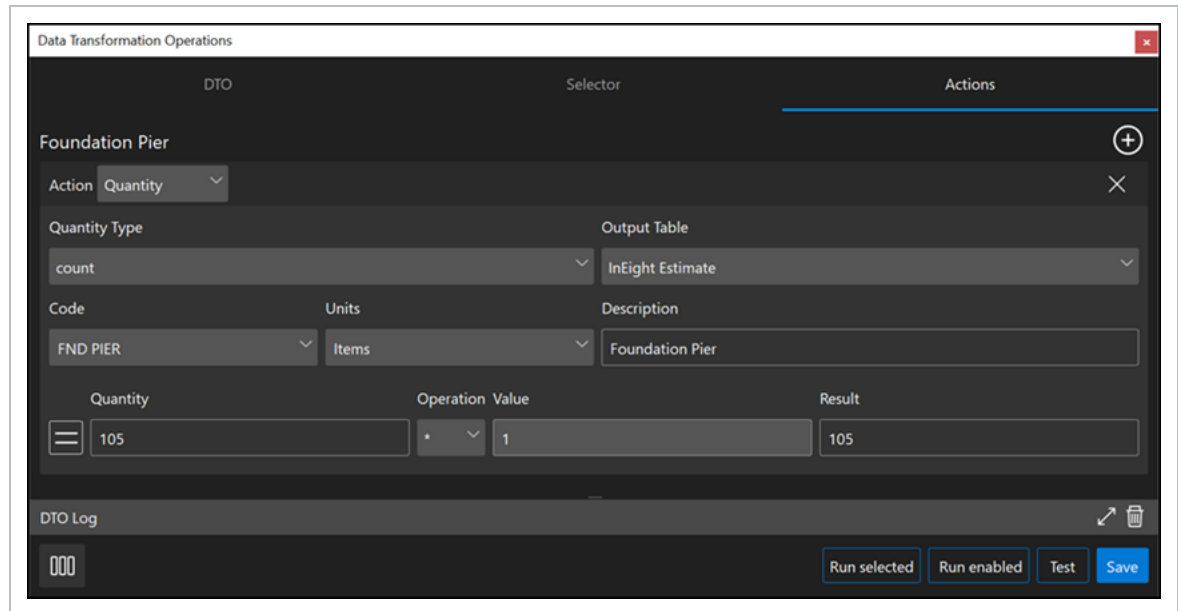 Data Transformation Operations
DTO Selector Actions
Foundation Pier
Action Quantity
Quantity Type Output Table
count InEight Estimate
Code Units Description
FND PIER Items Foundation Pier
Quantity Operation Value Result
105 * 1 105
DTO Log
Run selected Run enabled Test Save